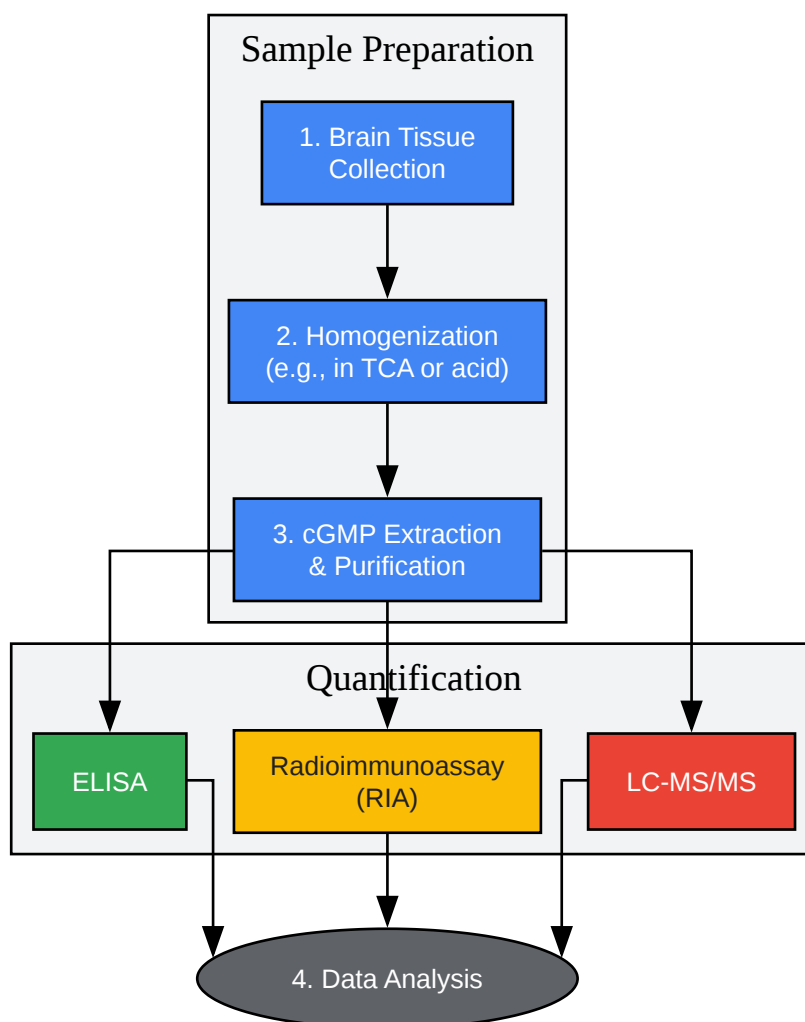 Sample Preparation
1. Brain Tissue
Collection
2. Homogenization
(e.g., in TCA or acid)
3. cGMP Extraction
& Purification
Quantification
ELISA
Radioimmunoassay
(RIA)
LC-MS/MS
4. Data Analysis